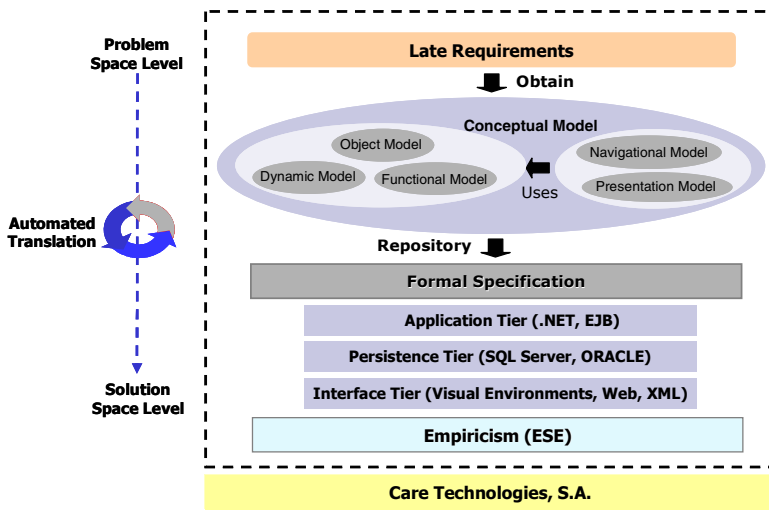 Problem
Space Level
Automated
Translation
Solution
Space Level
Late Requirements
Obtain
Conceptual Model
Object Model
Dynamic Model
Functional Model
Uses
Navigational Model
Presentation Model
Repository
Formal Specification
Application Tier (.NET, EJB)
Persistence Tier (SQL Server, ORACLE)
Interface Tier (Visual Environments, Web, XML)
Empiricism (ESE)
Care Technologies, S.A.